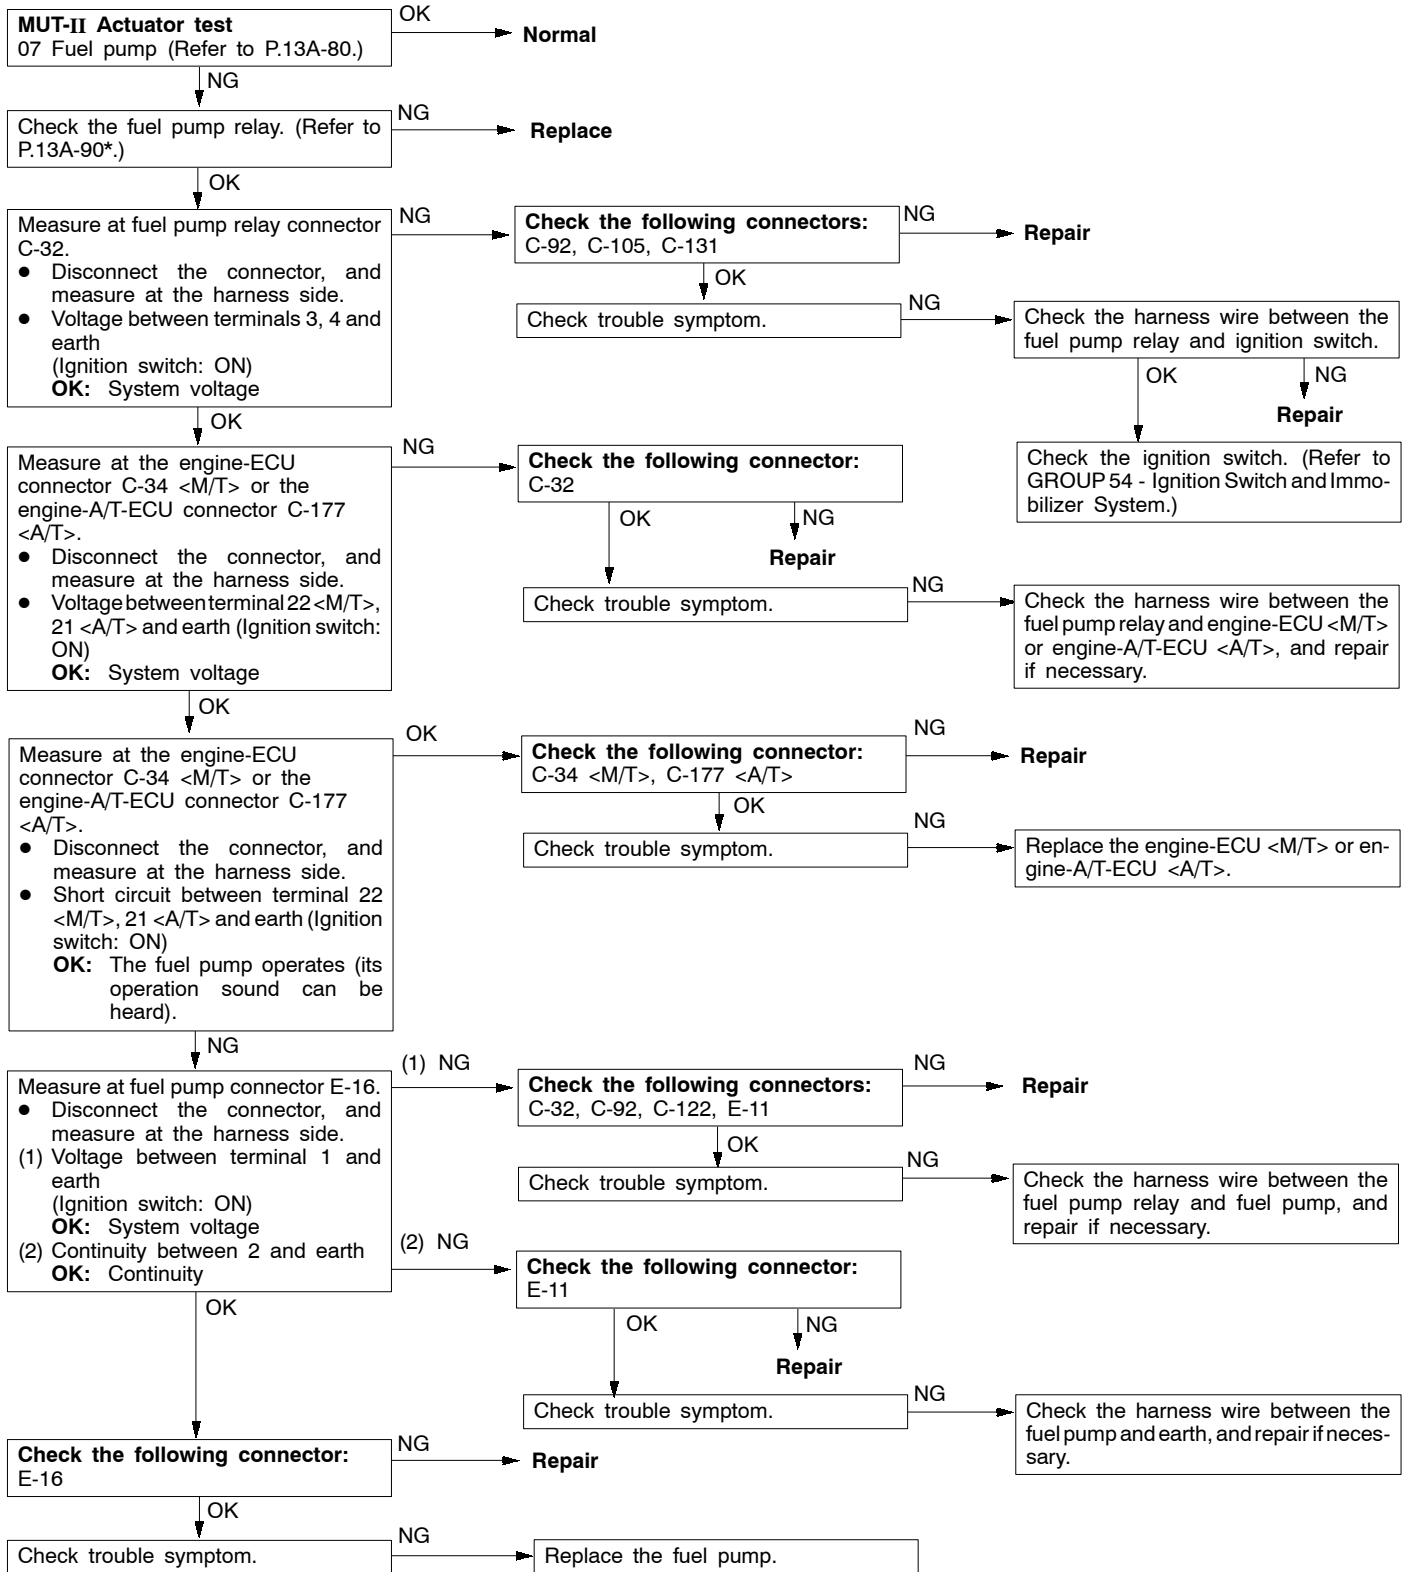 MUT-II Actuator test
07 Fuel pump (Refer to P.13A-80.)
OK
Normal
NG
Check the fuel pump relay. (Refer to
P.13A-90*.)
NG
Replace
OK
Measure at fuel pump relay connector
C-32.
● Disconnect the connector, and
measure at the harness side.
● Voltage between terminals 3, 4 and
earth
(Ignition switch: ON)
OK: System voltage
NG
Check the following connectors:
C-92, C-105, C-131
NG
Repair
OK
Check trouble symptom.
NG
Check the harness wire between the
fuel pump relay and ignition switch.
OK
NG
Repair
Check the ignition switch. (Refer to
GROUP 54 - Ignition Switch and Immo-
bilizer System.)
OK
Measure at the engine-ECU
connector C-34 <M/T> or the
engine-A/T-ECU connector C-177
<A/T>.
● Disconnect the connector, and
measure at the harness side.
● Voltage between terminal 22 <M/T>,
21 <A/T> and earth (Ignition switch:
ON)
OK: System voltage
NG
Check the following connector:
C-32
OK
NG
Repair
Check trouble symptom.
NG
Check the harness wire between the
fuel pump relay and engine-ECU <M/T>
or engine-A/T-ECU <A/T>, and repair
if necessary.
OK
Measure at the engine-ECU
connector C-34 <M/T> or the
engine-A/T-ECU connector C-177
<A/T>.
● Disconnect the connector, and
measure at the harness side.
● Short circuit between terminal 22
<M/T>, 21 <A/T> and earth (Ignition
switch: ON)
OK: The fuel pump operates (its
operation sound can be
heard).
OK
Check the following connector:
C-34 <M/T>, C-177 <A/T>
NG
Repair
OK
Check trouble symptom.
NG
Replace the engine-ECU <M/T> or en-
gine-A/T-ECU <A/T>.
NG
Measure at fuel pump connector E-16.
● Disconnect the connector, and
measure at the harness side.
(1) Voltage between terminal 1 and
earth
(Ignition switch: ON)
OK: System voltage
(2) Continuity between 2 and earth
OK: Continuity
(1) NG
Check the following connectors:
C-32, C-92, C-122, E-11
NG
Repair
OK
Check trouble symptom.
NG
Check the harness wire between the
fuel pump relay and fuel pump, and
repair if necessary.
(2) NG
Check the following connector:
E-11
OK
NG
Repair
Check trouble symptom.
NG
Check the harness wire between the
fuel pump and earth, and repair if neces-
sary.
OK
Check the following connector:
E-16
NG
Repair
OK
Check trouble symptom.
NG
Replace the fuel pump.